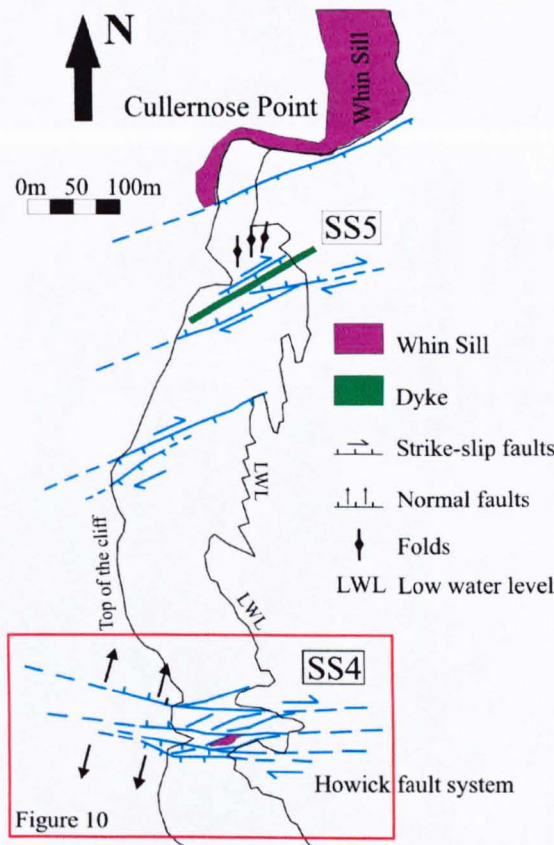 N
Whin Sill
Cullernose Point
0m 50 100m
SS5
Whin Sill
Dyke
Strike-slip faults
Normal faults
Folds
LWL Low water level
LWL
Top of the cliff
LWL
SS4
Howick fault system
Figure 10